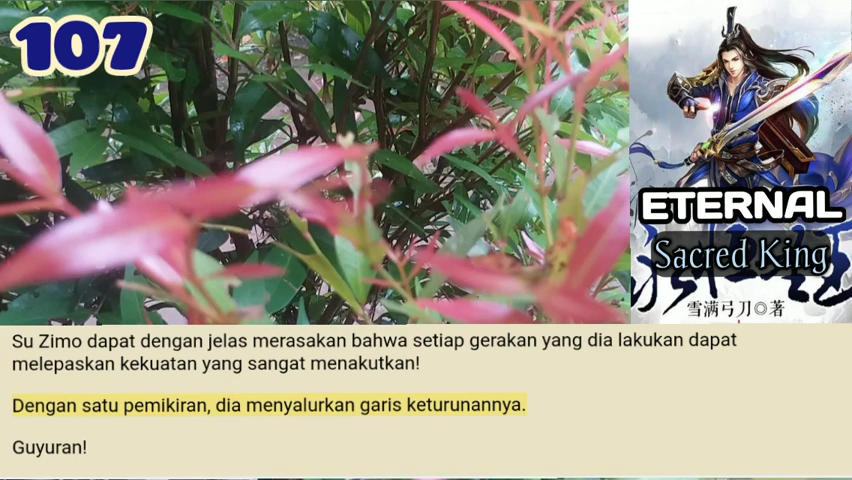 107
ETERNAL
Sacred King
雪满弓刀◎著
Su Zimo dapat dengan jelas merasakan bahwa setiap gerakan yang dia lakukan dapat
melepaskan kekuatan yang sangat menakutkan!
Dengan satu pemikiran, dia menyalurkan garis keturunannya.
Guyuran!